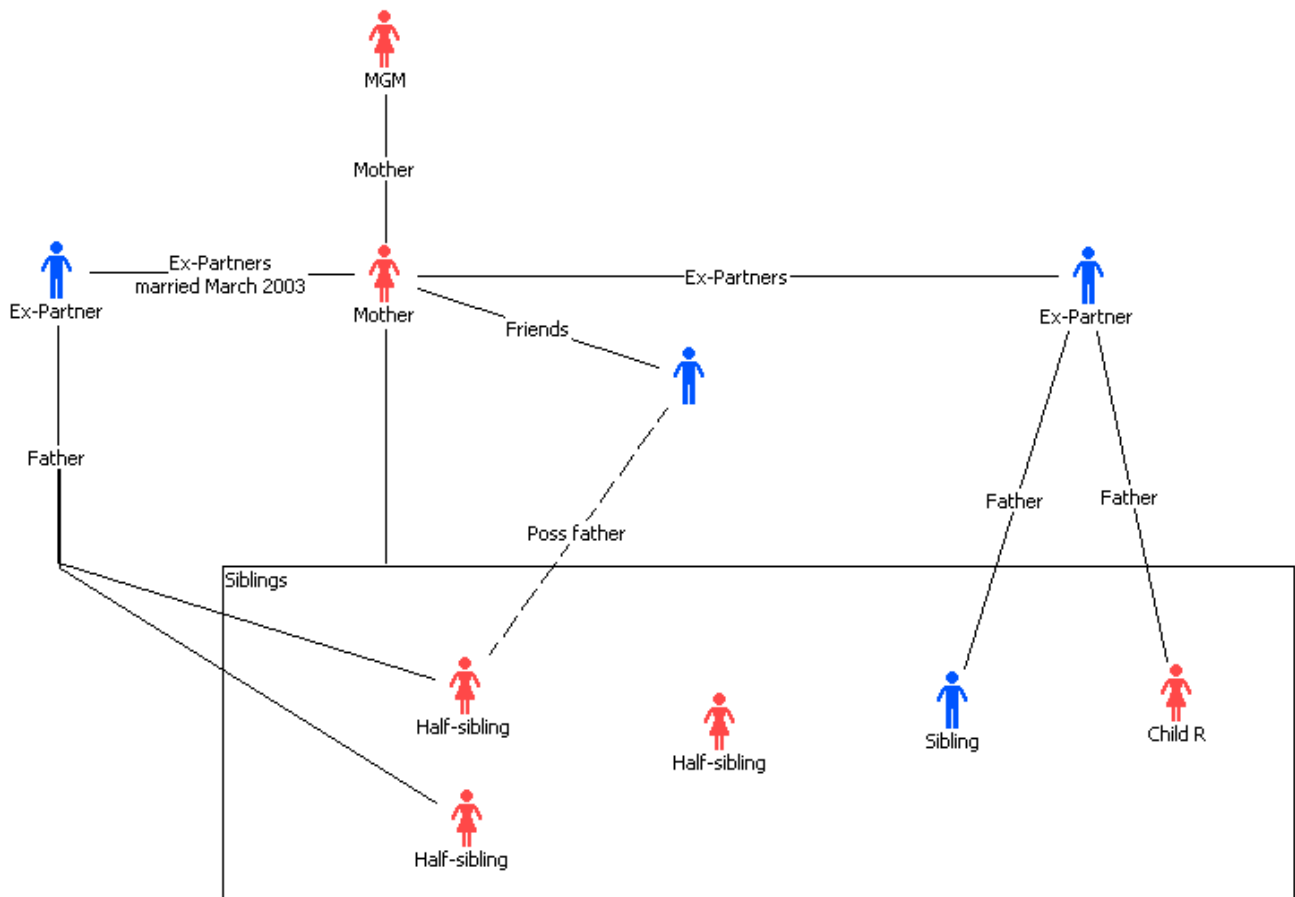 MGM
Mother
Ex-Partners
married March 2003
Ex-Partners
Ex-Partner
Mother
Ex-Partner
Friends
Father
Father
Father
Poss father
Siblings
Half-sibling
Half-sibling
Sibling
Child R
Half-sibling